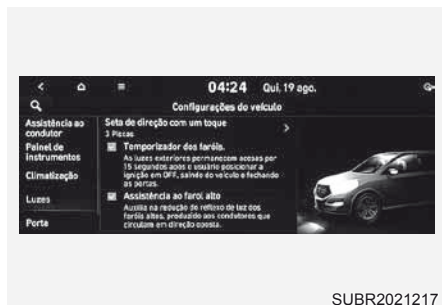 04:24 Qui, 19 ago.
Configurações do veículo
Assistência ao
condutor
Painel de
instrumentos
Climatização
Luzes
Porta
Seta de direção com um toque
3 Piscas
Temporizador dos faróis.
As luzes exteriores permanecem acesas por
15 segundos após o usuário posicionar a
ignição em OFF, saindo do veículo e fechando
as portas.
Assistência ao farol alto
Auxilia na redução do reflexo de luz dos
faróis altos, produzido aos condutores que
circulam em direção oposta.
SUBR2021217